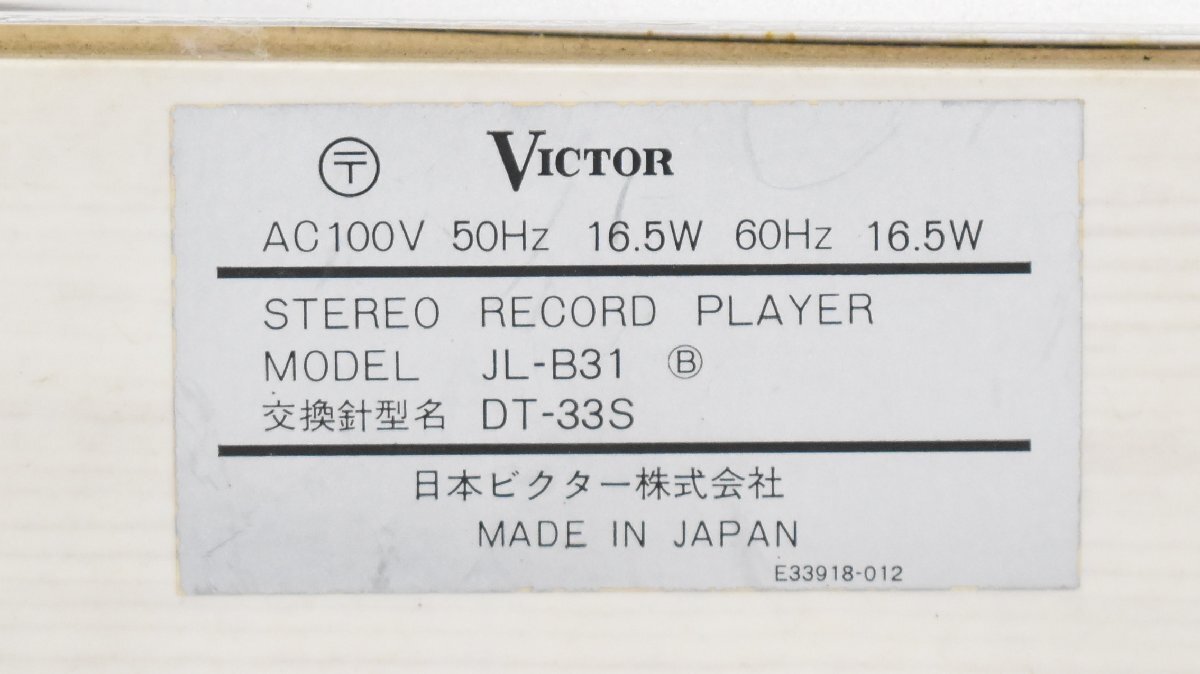 〶 VICTOR
AC100V 50Hz 16.5W 60Hz 16.5W
STEREO RECORD PLAYER
MODEL JL-B31 Ⓑ
交換針型名 DT-33S
日本ビクター株式会社
MADE IN JAPAN
E33918-012